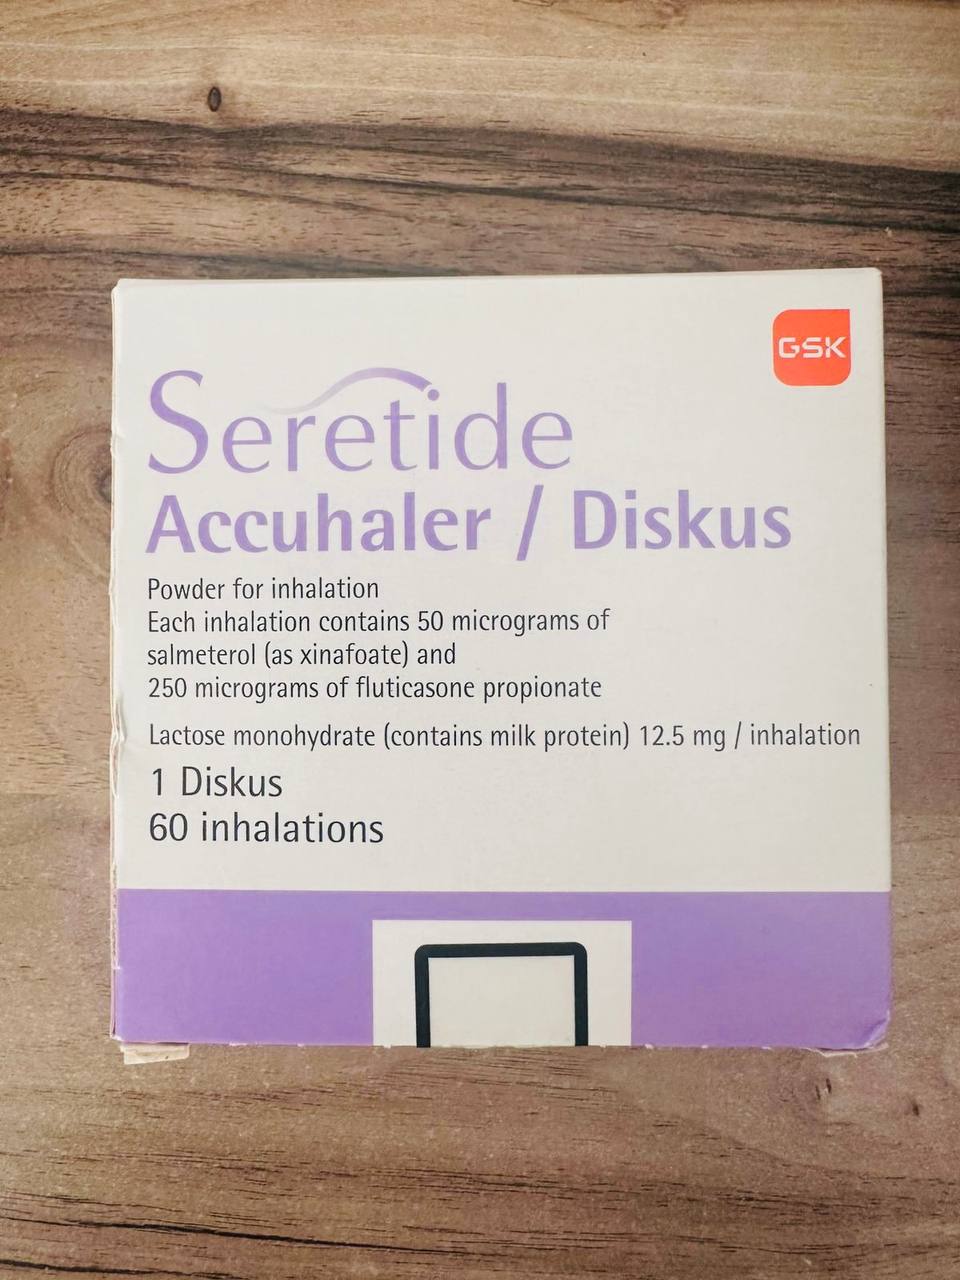 GSK
Seretide
Accuhaler / Diskus
Powder for inhalation
Each inhalation contains 50 micrograms of
salmeterol (as xinafoate) and
250 micrograms of fluticasone propionate
Lactose monohydrate (contains milk protein) 12.5 mg / inhalation
1 Diskus
60 inhalations